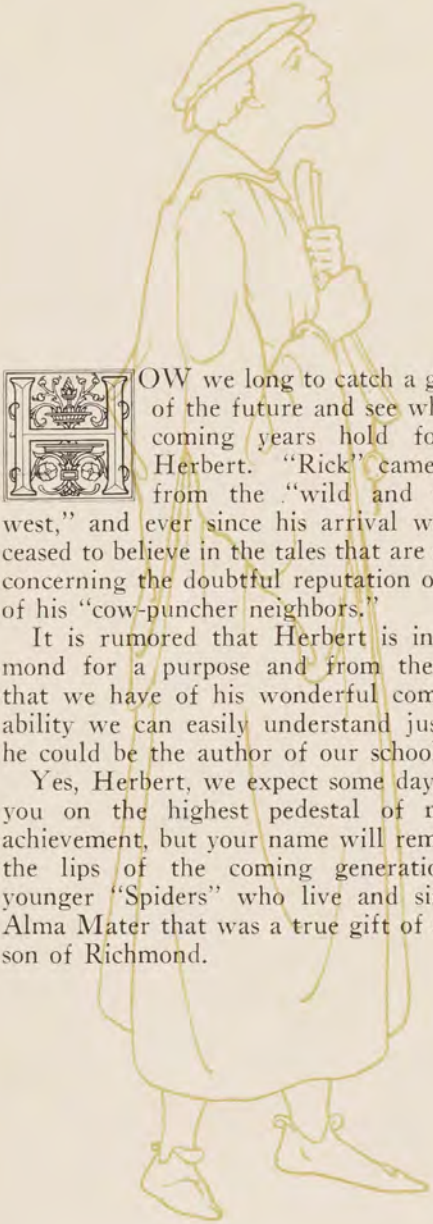 HOW we long to catch a g
of the future and see wh
coming years hold fo
Herbert. "Rick" came
from the "wild and
west," and ever since his arrival w
ceased to believe in the tales that are
concerning the doubtful reputation o
of his "cow-puncher neighbors."
It is rumored that Herbert is in
mond for a purpose and from the
that we have of his wonderful com
ability we can easily understand jus
he could be the author of our schoo
Yes, Herbert, we expect some day
you on the highest pedestal of r
achievement, but your name will rem
the lips of the coming generatio
younger "Spiders" who live and si
Alma Mater that was a true gift of
son of Richmond.